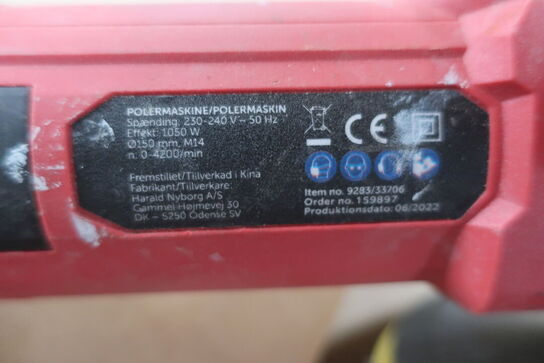 POLERMASKINE/POLERMASKIN
Spænding: 230-240 V ~ 50 Hz
Effekt: 1050 W
Ø150 mm, M14
n. 0-4200/min
CE
Fremstillet/Tillverkad i Kina
Fabrikant/Tillverkare:
Harald Nyborg A/S
Gammel Højmevej 30
DK - 5250 Odense SV
Item no. 9283/33706
Order no. 159897
Produktionsdato: 06/2022